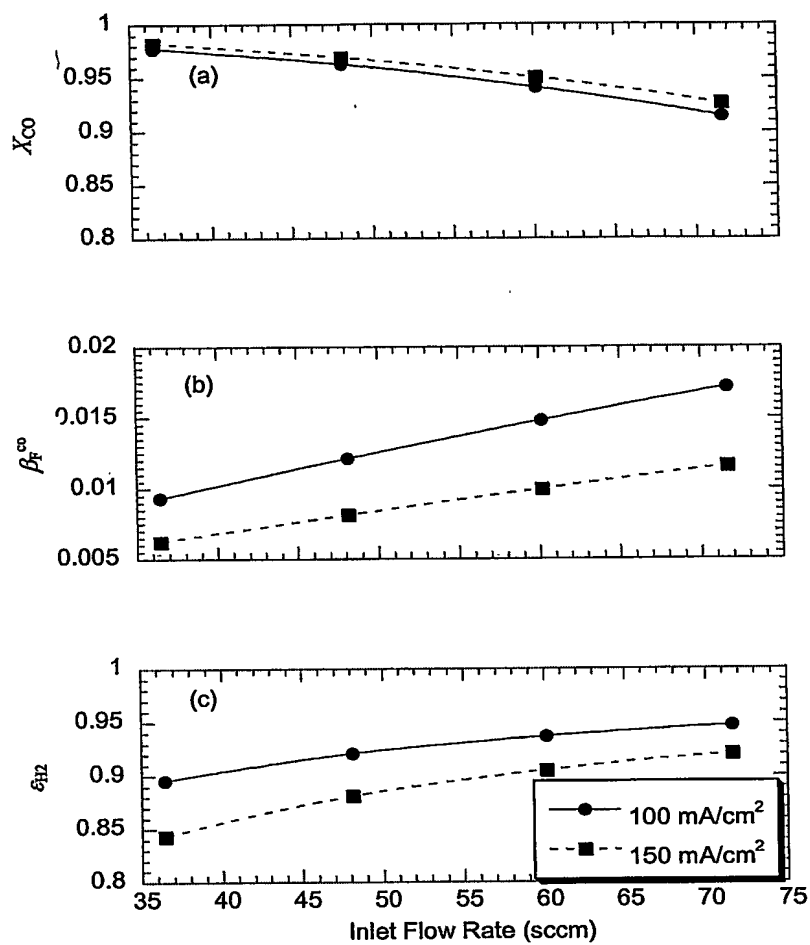 1
0.95
0.9
0.85
0.8
(a)
X_CO
0.02
0.015
0.01
0.005
(b)
β_F^co
1
0.95
0.9
0.85
0.8
(c)
ε_H2
100 mA/cm²
150 mA/cm²
35 40 45 50 55 60 65 70 75
Inlet Flow Rate (sccm)